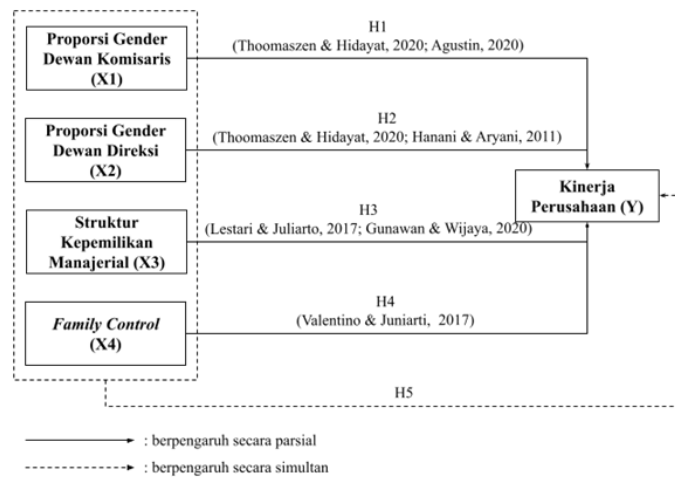 Proporsi Gender
Dewan Komisaris
(X1)
H1
(Thoomaszen & Hidayat, 2020; Agustin, 2020)
Proporsi Gender
Dewan Direksi
(X2)
H2
(Thoomaszen & Hidayat, 2020; Hanani & Aryani, 2011)
Kinerja
Perusahaan (Y)
Struktur
Kepemilikan
Manajerial (X3)
H3
(Lestari & Juliarto, 2017; Gunawan & Wijaya, 2020)
Family Control
(X4)
H4
(Valentino & Juniarti, 2017)
H5
: berpengaruh secara parsial
: berpengaruh secara simultan